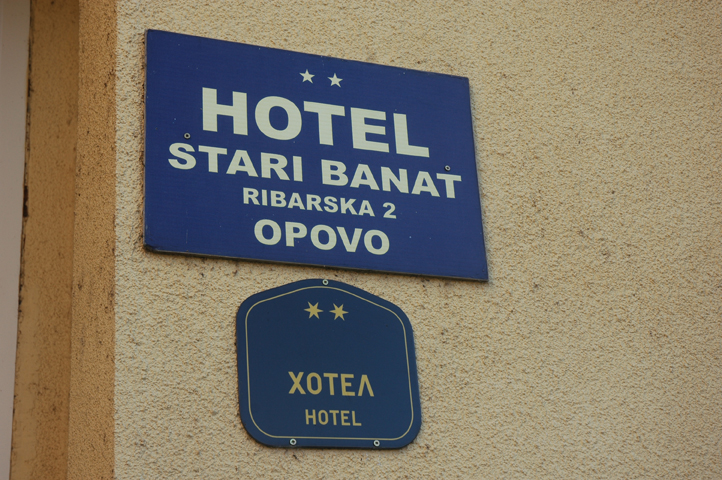 HOTEL
STARI BANAT
RIBARSKA 2
OPOVO
ХОТЕЛ
HOTEL